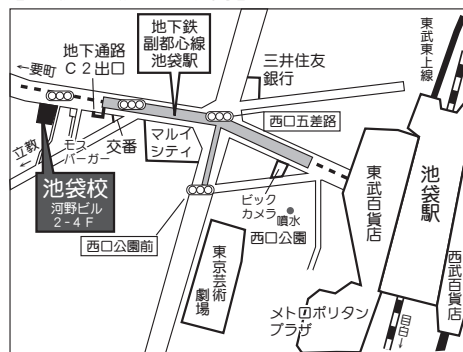 ←要町
地下通路
C2出口
地下鉄
副都心線
池袋駅
三井住友
銀行
東武東上線
西口五差路
立教
モス
バーガー
交番
マルイ
シティ
池袋校
河野ビル
2-4F
西口公園前
ビック
カメラ
噴水
西口公園
東武百貨店
池袋駅
東京芸術
劇場
メトロポリタン
プラザ
目白→
西武百貨店